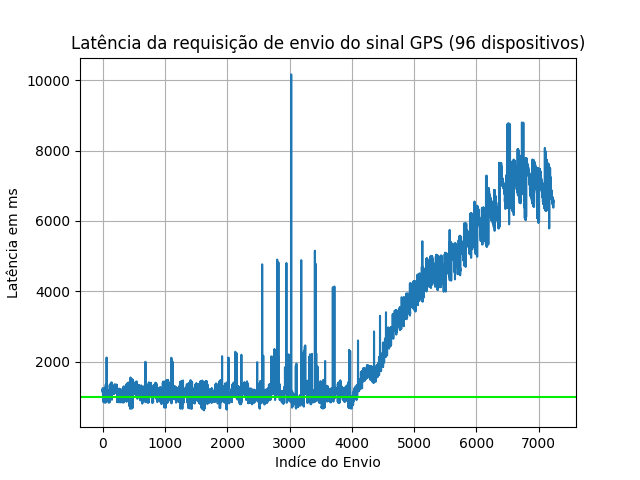 Latência da requisição de envio do sinal GPS (96 dispositivos)
10000
8000
6000
4000
2000
Latência em ms
0 1000 2000 3000 4000 5000 6000 7000
Indíce do Envio